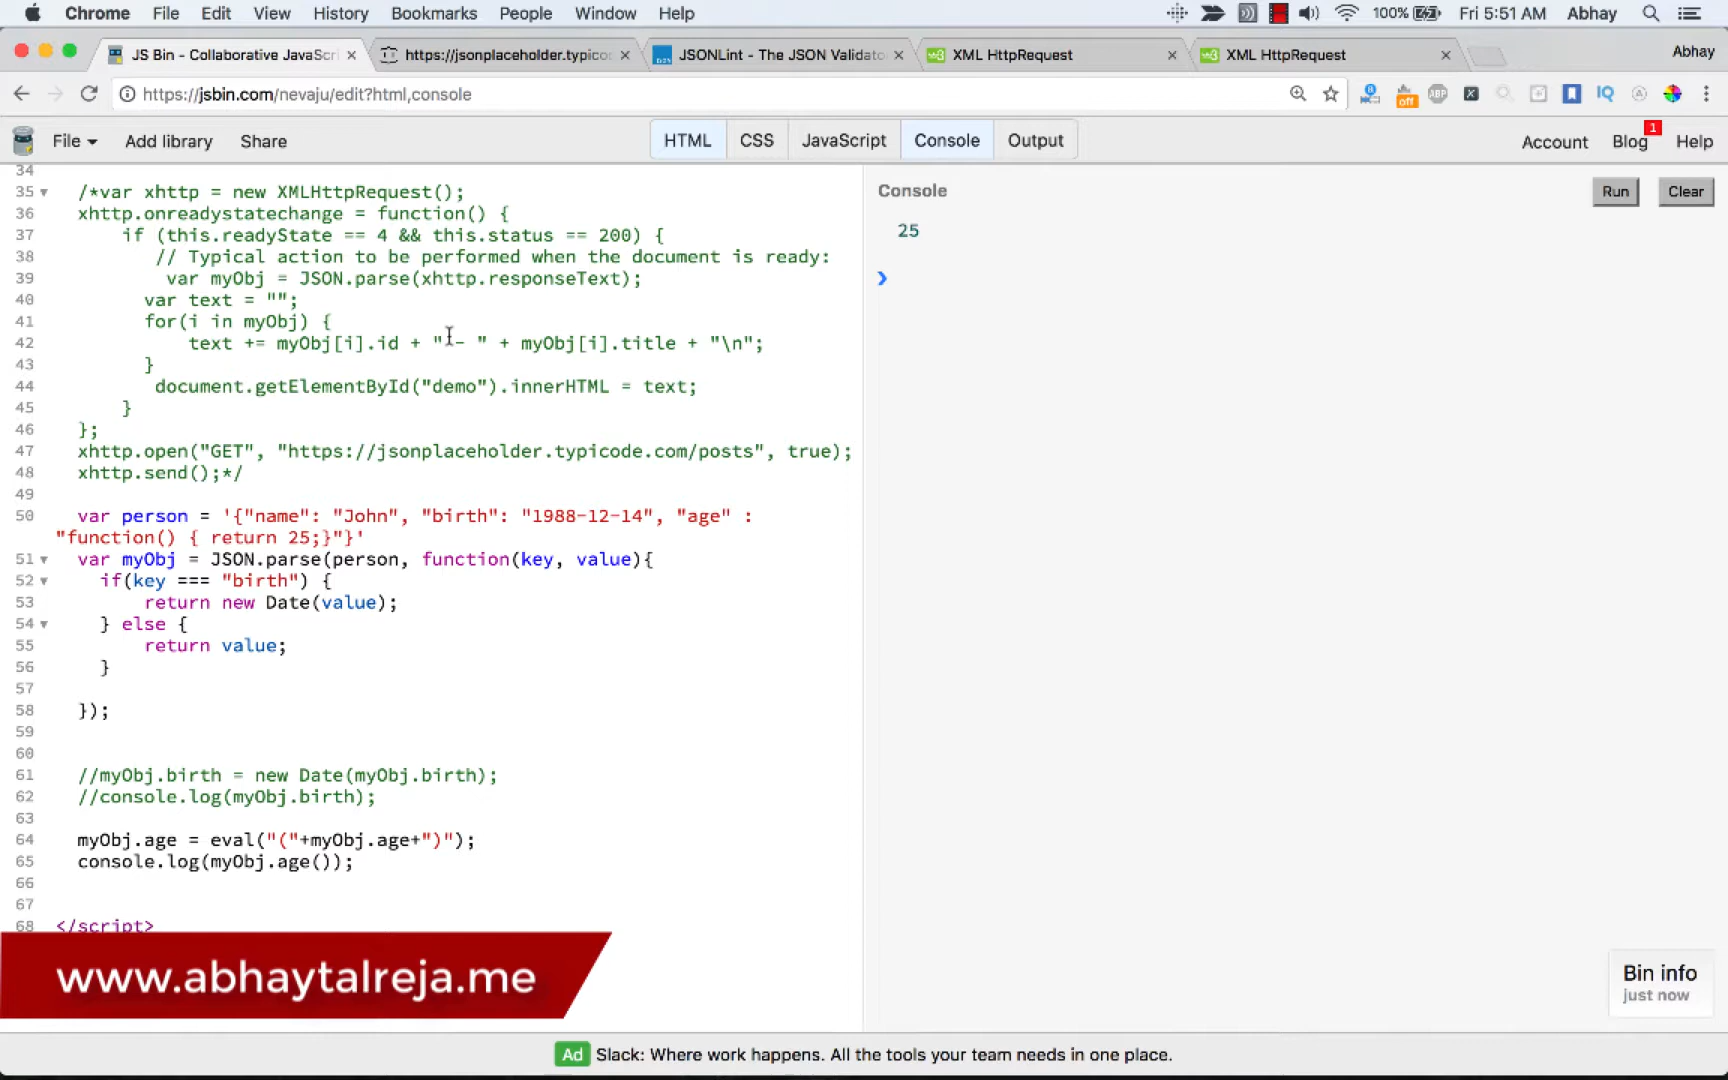 Chrome File Edit View History Bookmarks People Window Help 100% Fri 5:51 AM Abhay
JS Bin - Collaborative JavaScri https://jsonplaceholder.typico JSONLint - The JSON Validato XML HttpRequest XML HttpRequest Abhay
https://jsbin.com/nevaju/edit?html,console
File Add library Share HTML CSS JavaScript Console Output Account Blog 1 Help
34
35 /*var xhttp = new XMLHttpRequest();
36 xhttp.onreadystatechange = function() {
37 if (this.readyState == 4 && this.status == 200) {
38 // Typical action to be performed when the document is ready:
39 var myObj = JSON.parse(xhttp.responseText);
40 var text = "";
41 for(i in myObj) {
42 text += myObj[i].id + " - " + myObj[i].title + "\n";
43 }
44 document.getElementById("demo").innerHTML = text;
45 }
46 };
47 xhttp.open("GET", "https://jsonplaceholder.typicode.com/posts", true);
48 xhttp.send();*/
49
50 var person = '{"name": "John", "birth": "1988-12-14", "age" :
"function() { return 25;}"}'
51 var myObj = JSON.parse(person, function(key, value){
52 if(key === "birth") {
53 return new Date(value);
54 } else {
55 return value;
56 }
57
58 });
59
60
61 //myObj.birth = new Date(myObj.birth);
62 //console.log(myObj.birth);
63
64 myObj.age = eval("("+myObj.age+")");
65 console.log(myObj.age());
66
67
68 </script>
Console Run Clear
25
www.abhaytalreja.me
Bin info
just now
Ad Slack: Where work happens. All the tools your team needs in one place.